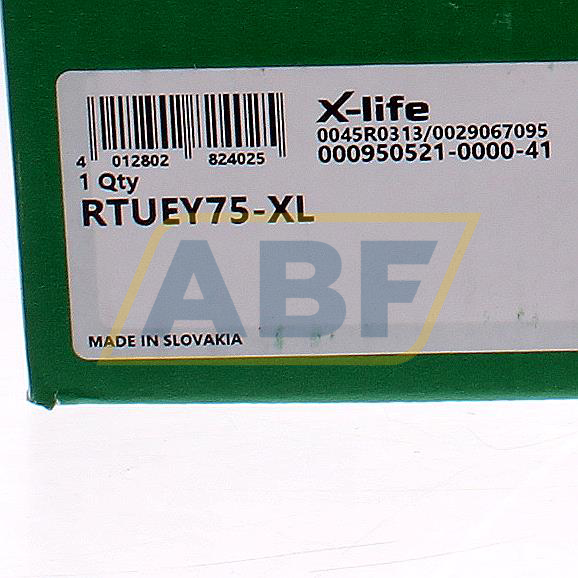 X-life
0045R0313/0029067095
000950521-0000-41
4 012802 824025
1 Qty
RTUEY75-XL
ABF
MADE IN SLOVAKIA